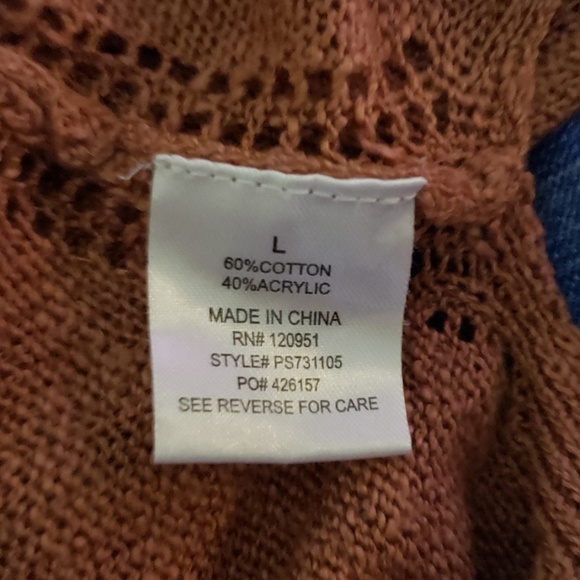 L
60%COTTON
40%ACRYLIC
MADE IN CHINA
RN# 120951
STYLE# PS731105
PO# 426157
SEE REVERSE FOR CARE